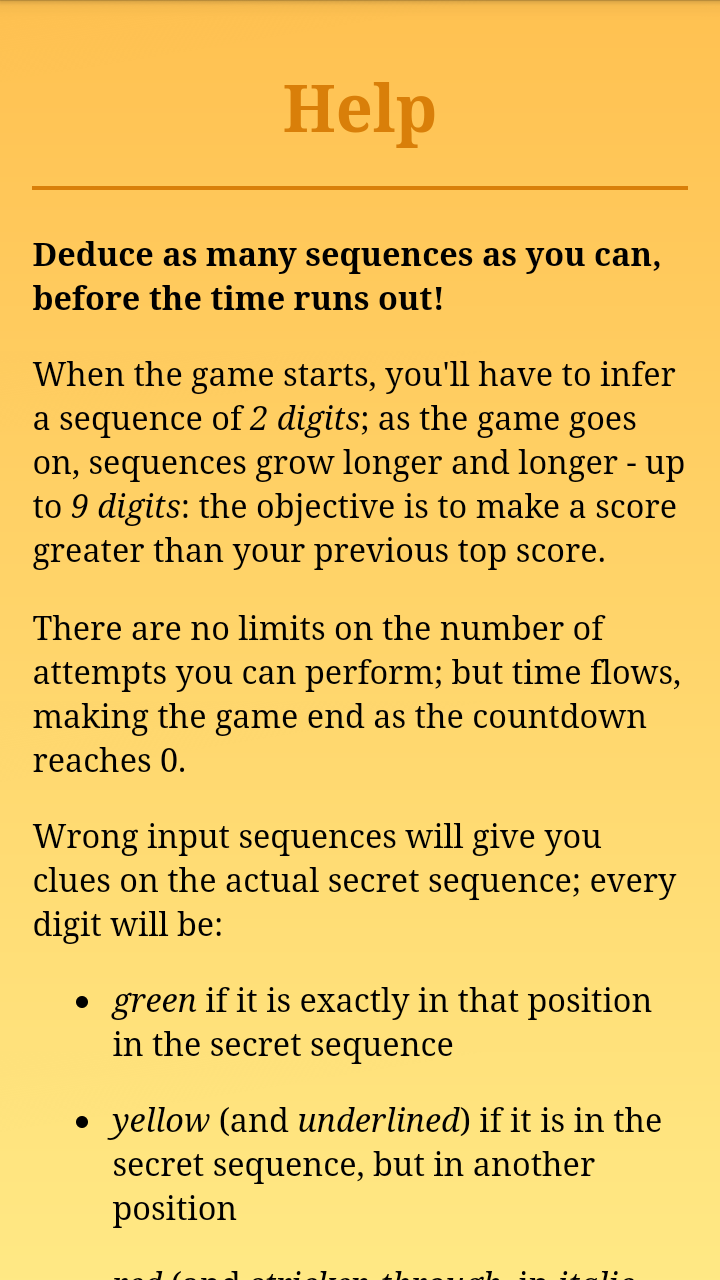 Help
Deduce as many sequences as you can,
before the time runs out!
When the game starts, you'll have to infer
a sequence of 2 digits; as the game goes
on, sequences grow longer and longer - up
to 9 digits: the objective is to make a score
greater than your previous top score.
There are no limits on the number of
attempts you can perform; but time flows,
making the game end as the countdown
reaches 0.
Wrong input sequences will give you
clues on the actual secret sequence; every
digit will be:
• green if it is exactly in that position
in the secret sequence
• yellow (and underlined) if it is in the
secret sequence, but in another
position
red (and stricken-through, in italic